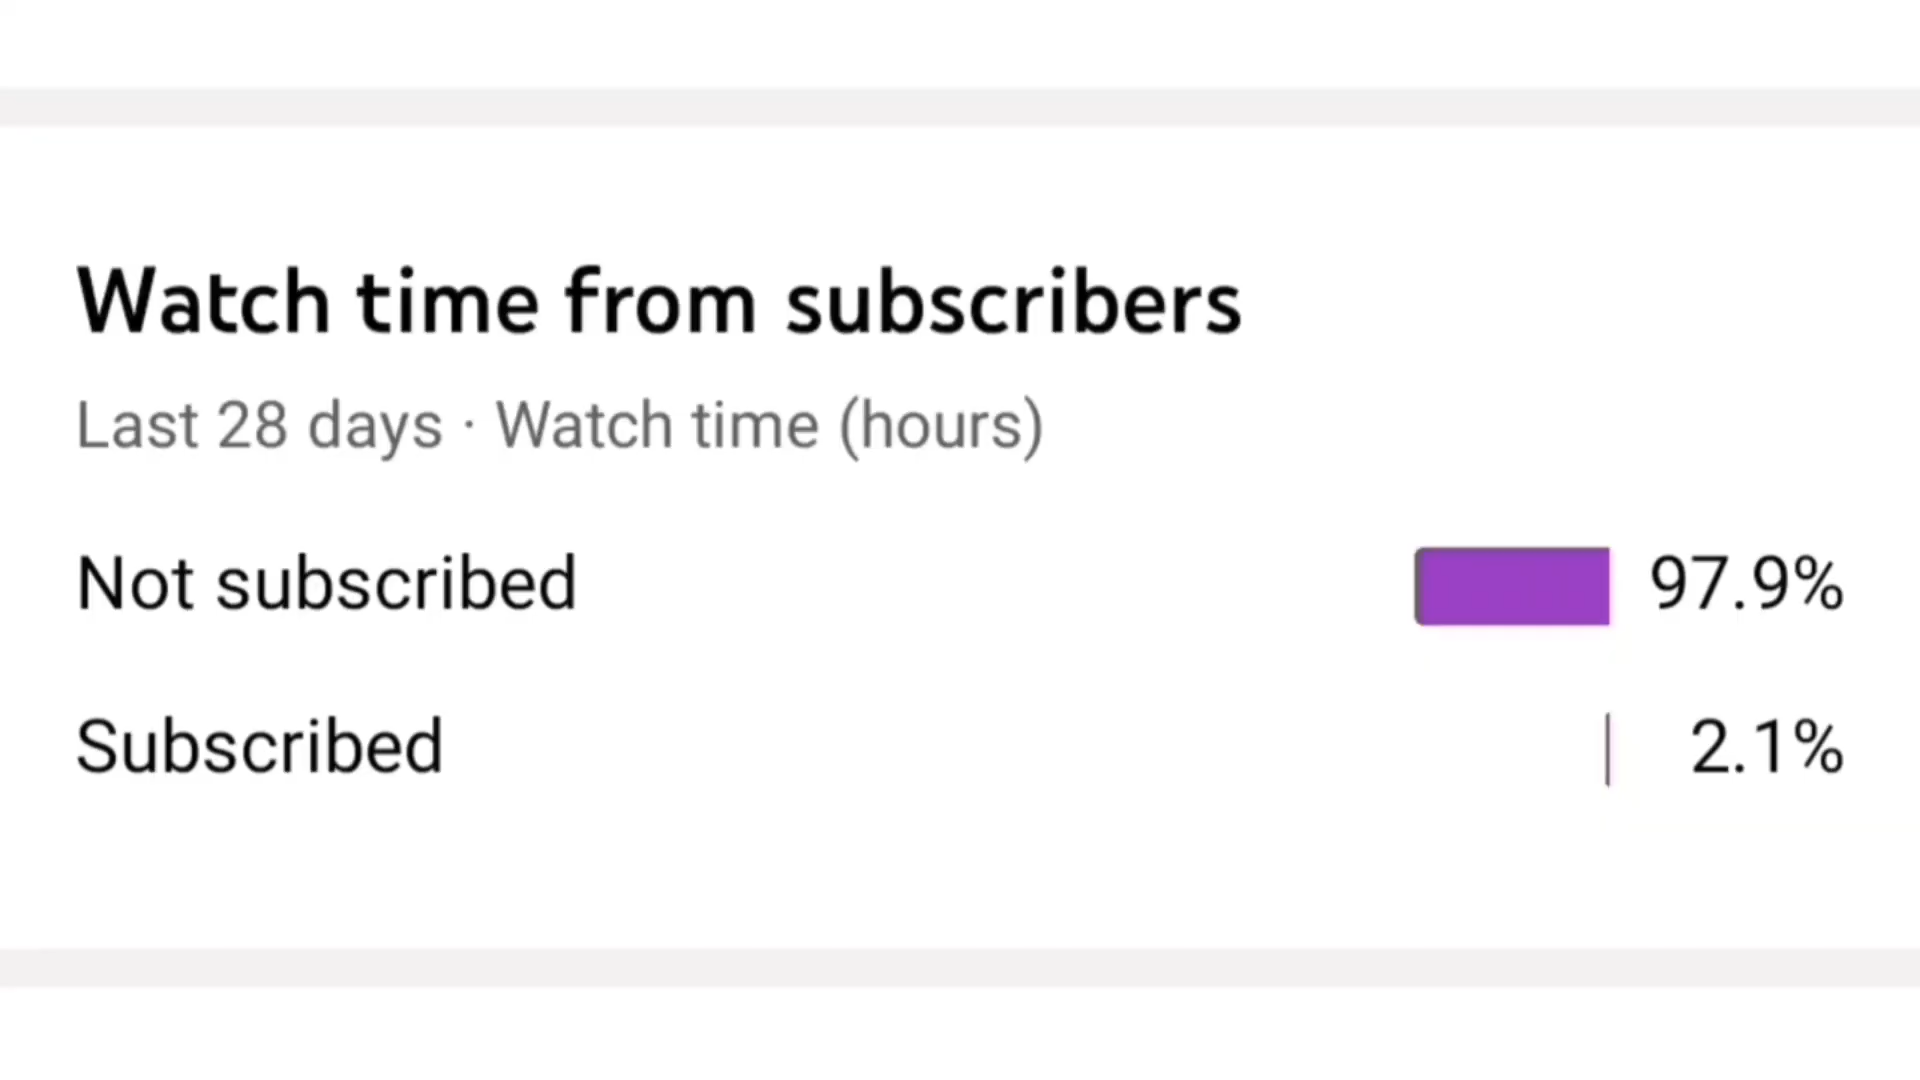 Watch time from subscribers
Last 28 days · Watch time (hours)
Not subscribed 97.9%
Subscribed 2.1%